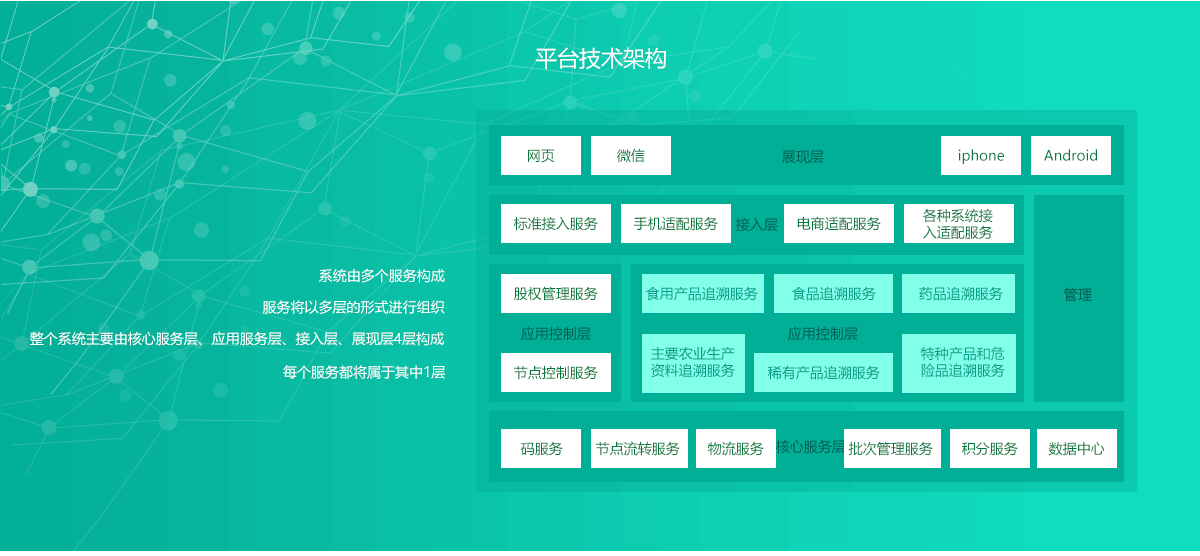 平台技术架构
系统由多个服务构成
服务将以多层的形式进行组织
整个系统主要由核心服务层、应用服务层、接入层、展现层4层构成
每个服务都将属于其中1层
网页
微信
展现层
iphone
Android
标准接入服务
手机适配服务
接入层
电商适配服务
各种系统接
入适配服务
管理
股权管理服务
应用控制层
节点控制服务
食用产品追溯服务
食品追溯服务
药品追溯服务
应用控制层
主要农业生产
资料追溯服务
稀有产品追溯服务
特种产品和危
险品追溯服务
码服务
节点流转服务
物流服务
核心服务层
批次管理服务
积分服务
数据中心